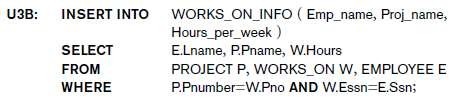 U3B: INSERT INTO WORKS_ON_INFO ( Emp_name, Proj_name,
Hours_per_week )
SELECT E.Lname, P.Pname, W.Hours
FROM PROJECT P, WORKS_ON W, EMPLOYEE E
WHERE P.Pnumber=W.Pno AND W.Essn=E.Ssn;